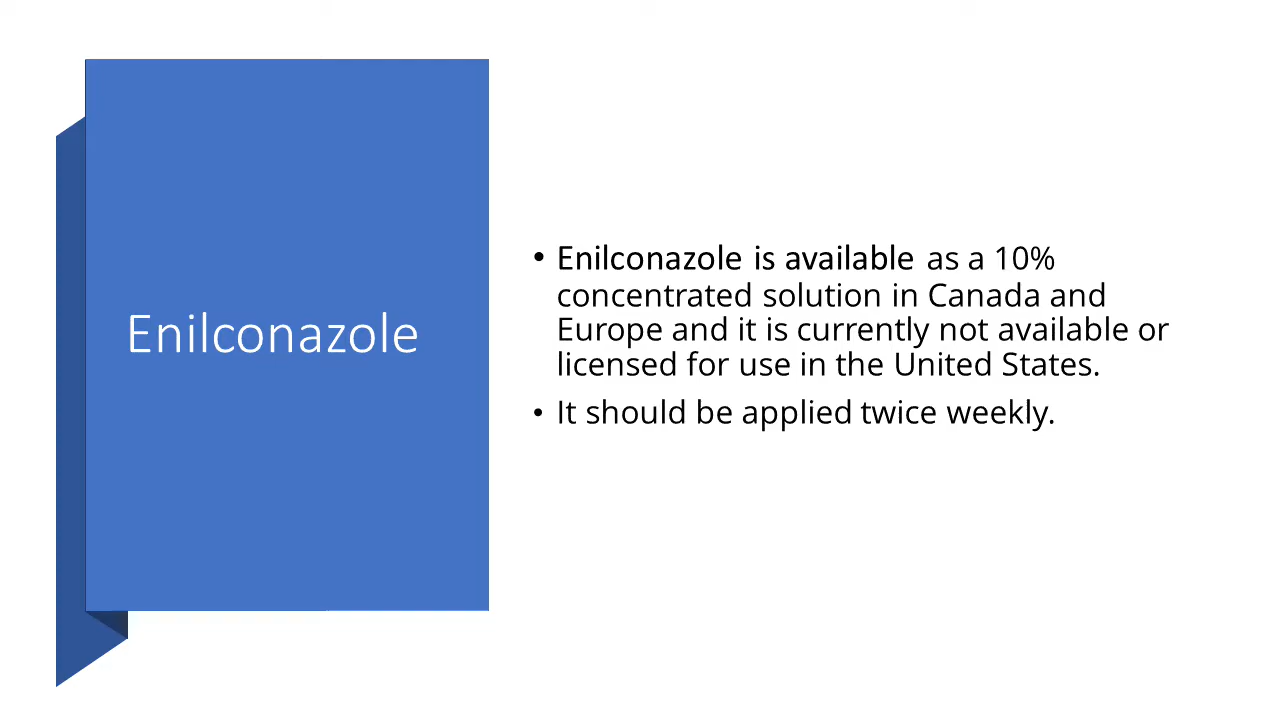 Enilconazole
• Enilconazole is available as a 10%
concentrated solution in Canada and
Europe and it is currently not available or
licensed for use in the United States.
• It should be applied twice weekly.